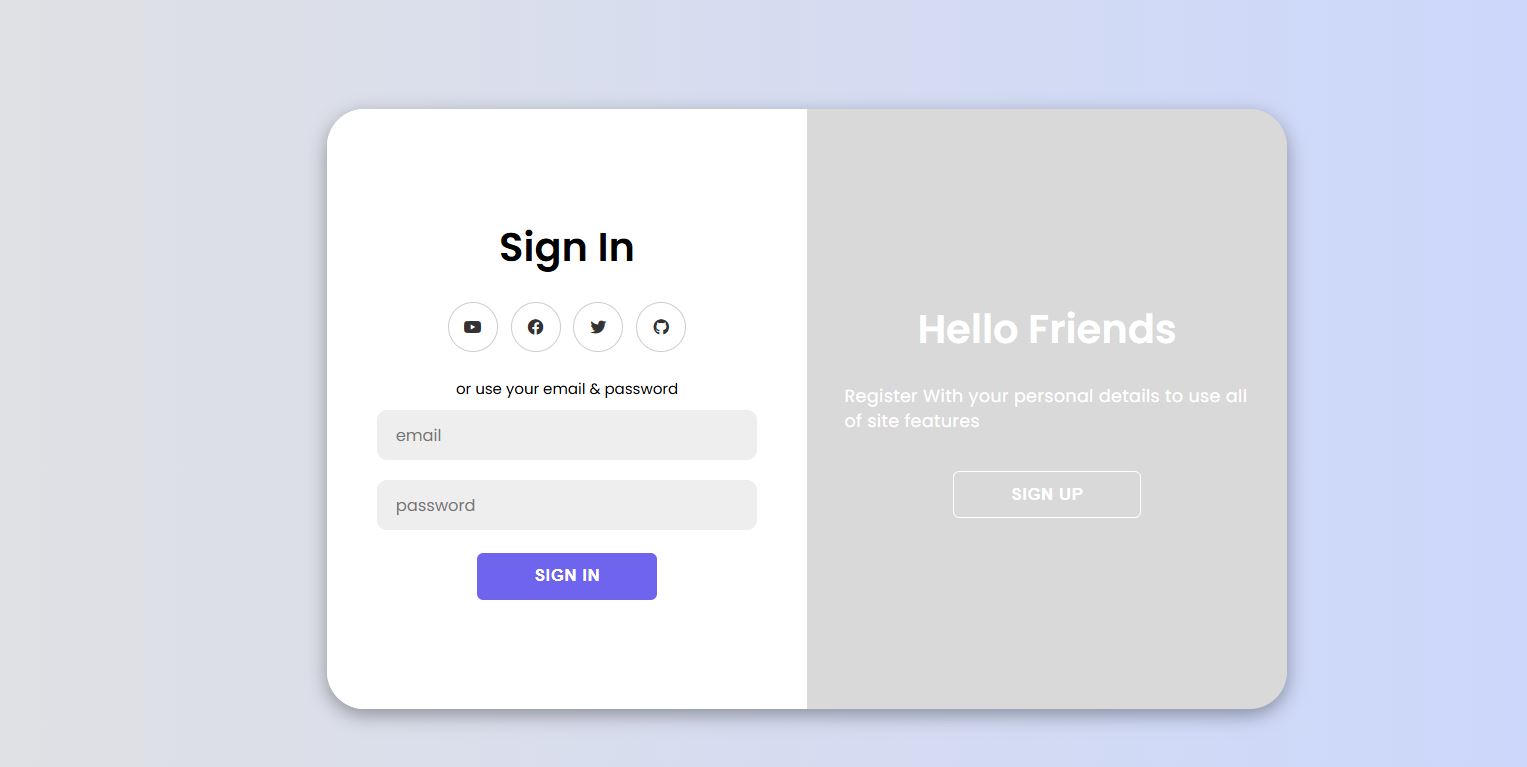 Sign In
or use your email & password
email
password
SIGN IN
Hello Friends
Register With your personal details to use all
of site features
SIGN UP